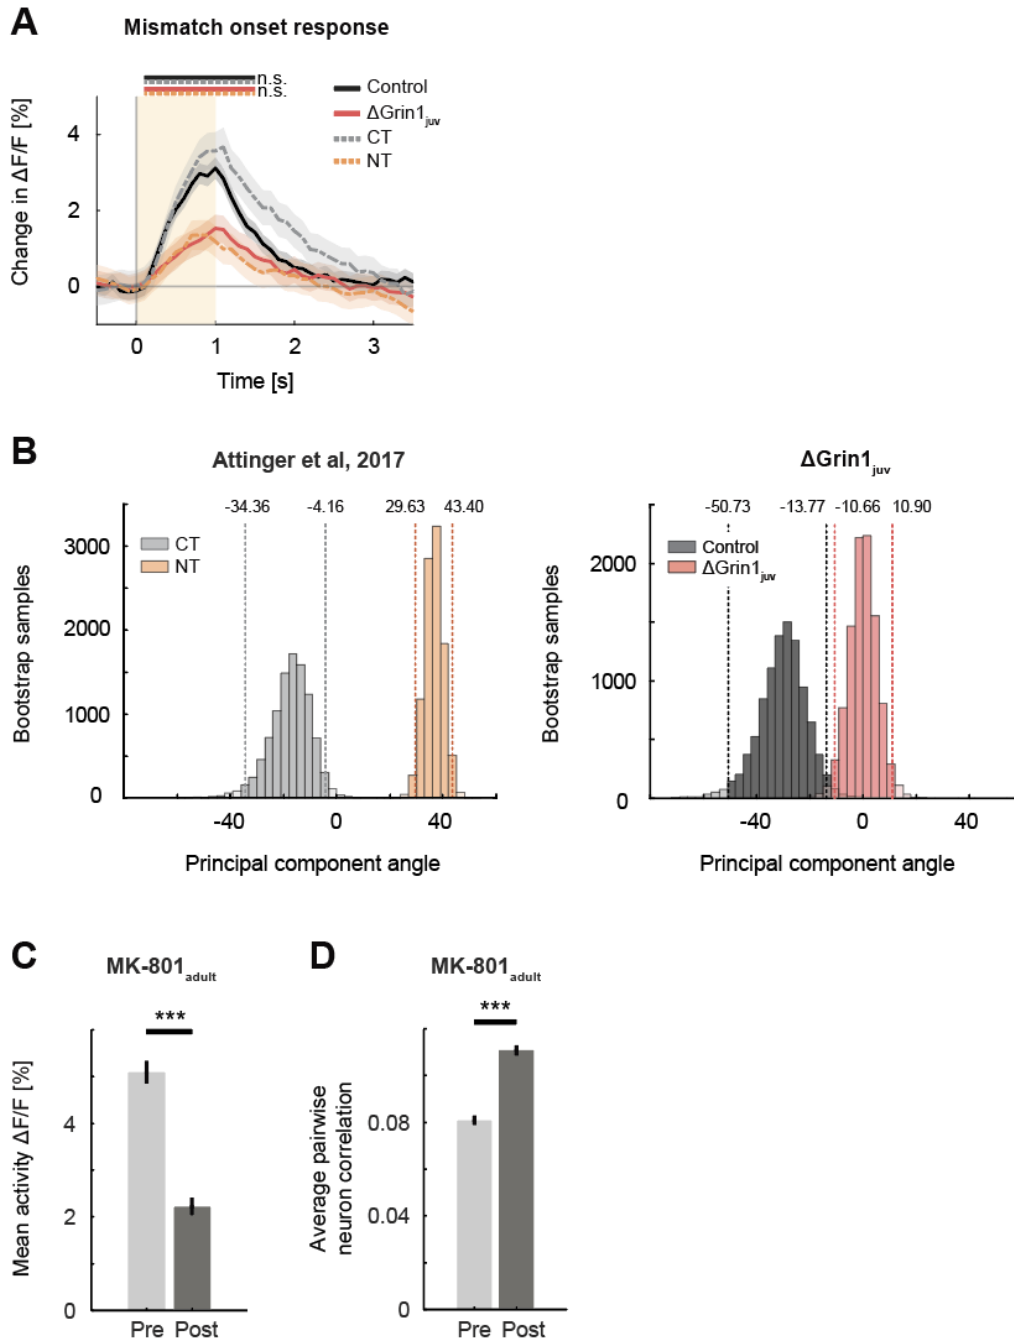 A
Mismatch onset response
n.s.
n.s.
Control
ΔGrin1juv
CT
NT
Change in ΔF/F [%]
4
2
0
0 1 2 3
Time [s]
B
Attinger et al, 2017
-34.36 -4.16 29.63 43.40
CT
NT
Bootstrap samples
3000
2000
1000
0
-40 0 40
Principal component angle
ΔGrin1juv
-50.73 -13.77 -10.66 10.90
Control
ΔGrin1juv
Bootstrap samples
2000
1000
0
-40 0 40
Principal component angle
C
MK-801adult
***
Mean activity ΔF/F [%]
4
2
0
Pre Post
D
MK-801adult
***
Average pairwise
neuron correlation
0.08
0.04
0
Pre Post